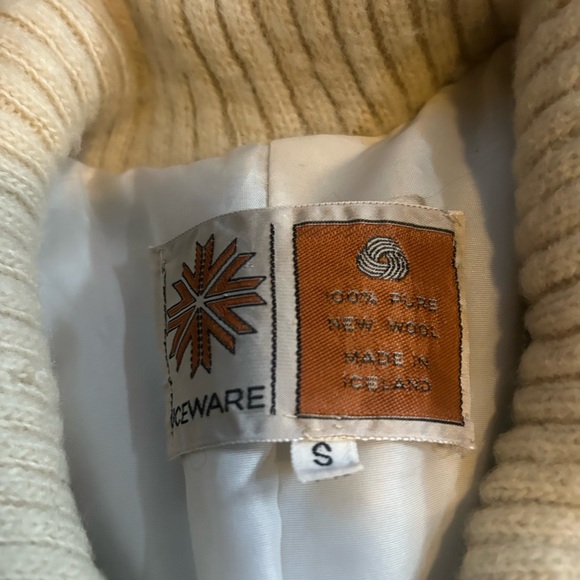 ICEWARE
100% PURE
NEW WOOL
MADE IN
ICELAND
S